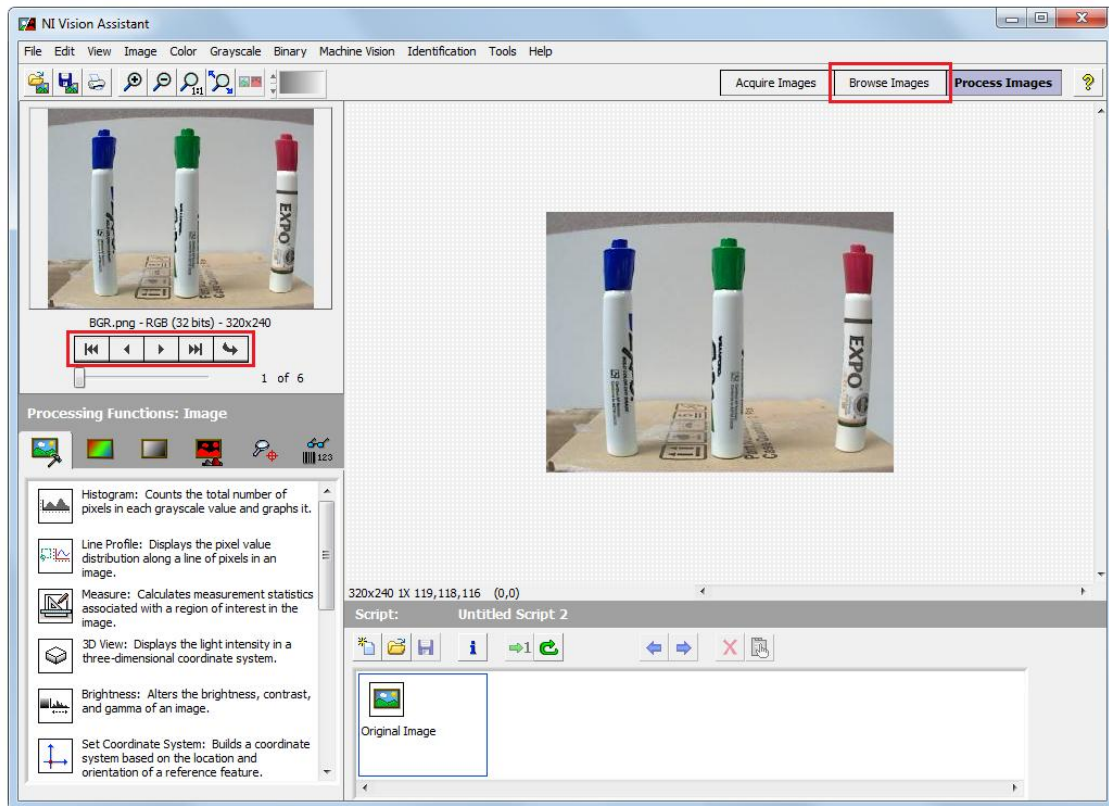 NI Vision Assistant
File Edit View Image Color Grayscale Binary Machine Vision Identification Tools Help
1:1
Acquire Images Browse Images Process Images ?
EXPO
BGR.png - RGB (32 bits) - 320x240
1 of 6
EXPO
Processing Functions: Image
123
Histogram: Counts the total number of
pixels in each grayscale value and graphs it.
Line Profile: Displays the pixel value
distribution along a line of pixels in an
image.
Measure: Calculates measurement statistics
associated with a region of interest in the
image.
3D View: Displays the light intensity in a
three-dimensional coordinate system.
Brightness: Alters the brightness, contrast,
and gamma of an image.
Set Coordinate System: Builds a coordinate
system based on the location and
orientation of a reference feature.
320x240 1X 119,118,116 (0,0)
Script: Untitled Script 2
i 1
Original Image